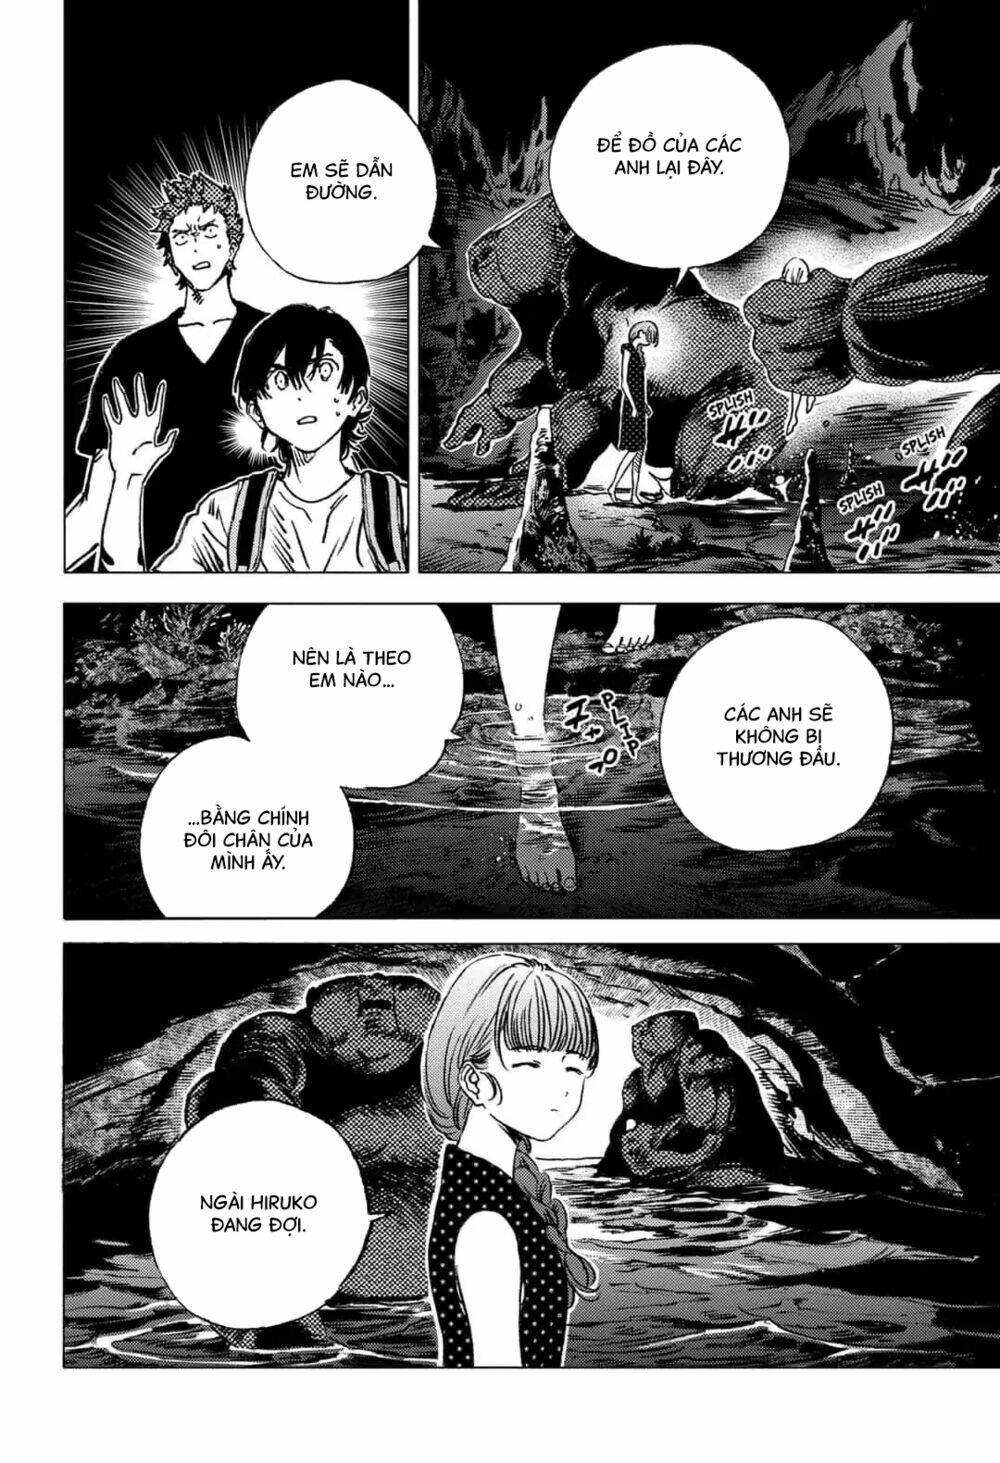 ĐỂ ĐỒ CỦA CÁC
ANH LẠI ĐÂY.
SPLISH
SPLISH
SPLISH
EM SẼ DẪN
ĐƯỜNG.
CÁC ANH SẼ
KHÔNG BỊ
THƯƠNG ĐÂU.
PLIP
NÊN LÀ THEO
EM NÀO...
...BẰNG CHÍNH
ĐÔI CHÂN CỦA
MÌNH ẤY.
NGÀI HIRUKO
ĐANG ĐỢI.